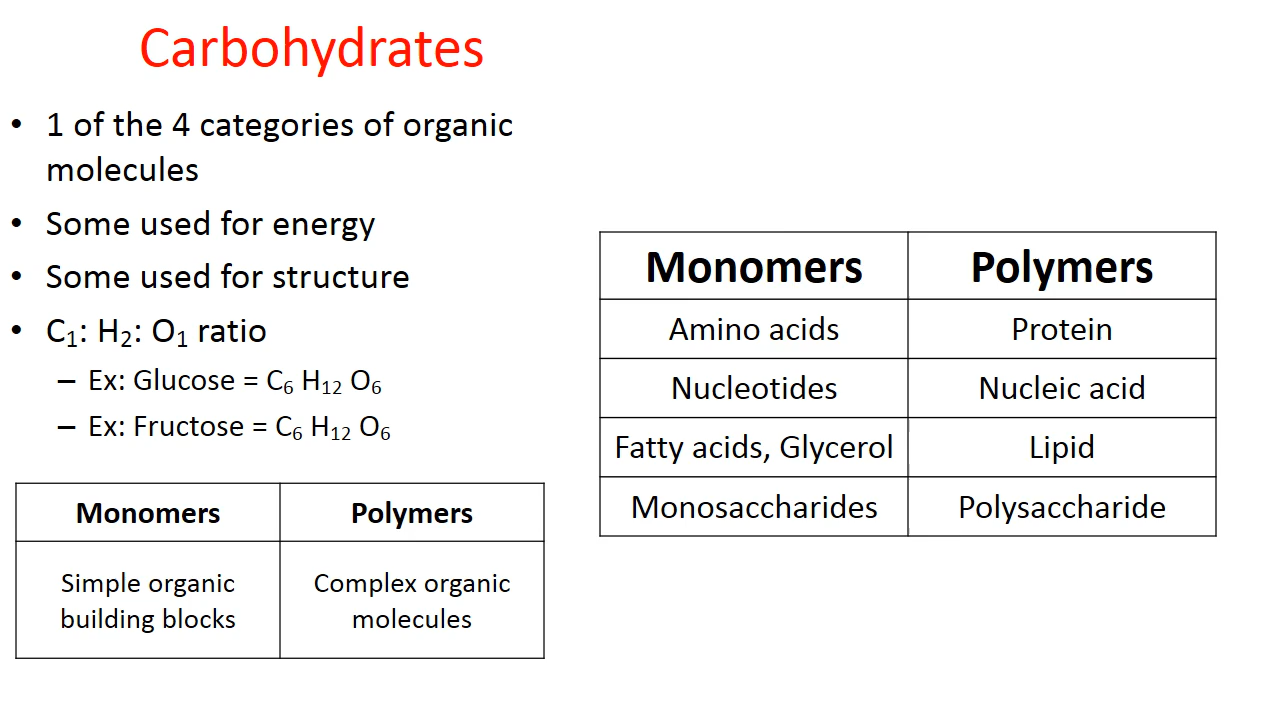 Carbohydrates
• 1 of the 4 categories of organic
molecules
• Some used for energy
• Some used for structure
• C₁: H₂: O₁ ratio
– Ex: Glucose = C₆ H₁₂ O₆
– Ex: Fructose = C₆ H₁₂ O₆
Monomers Polymers
Simple organic Complex organic
building blocks molecules
Monomers Polymers
Amino acids Protein
Nucleotides Nucleic acid
Fatty acids, Glycerol Lipid
Monosaccharides Polysaccharide